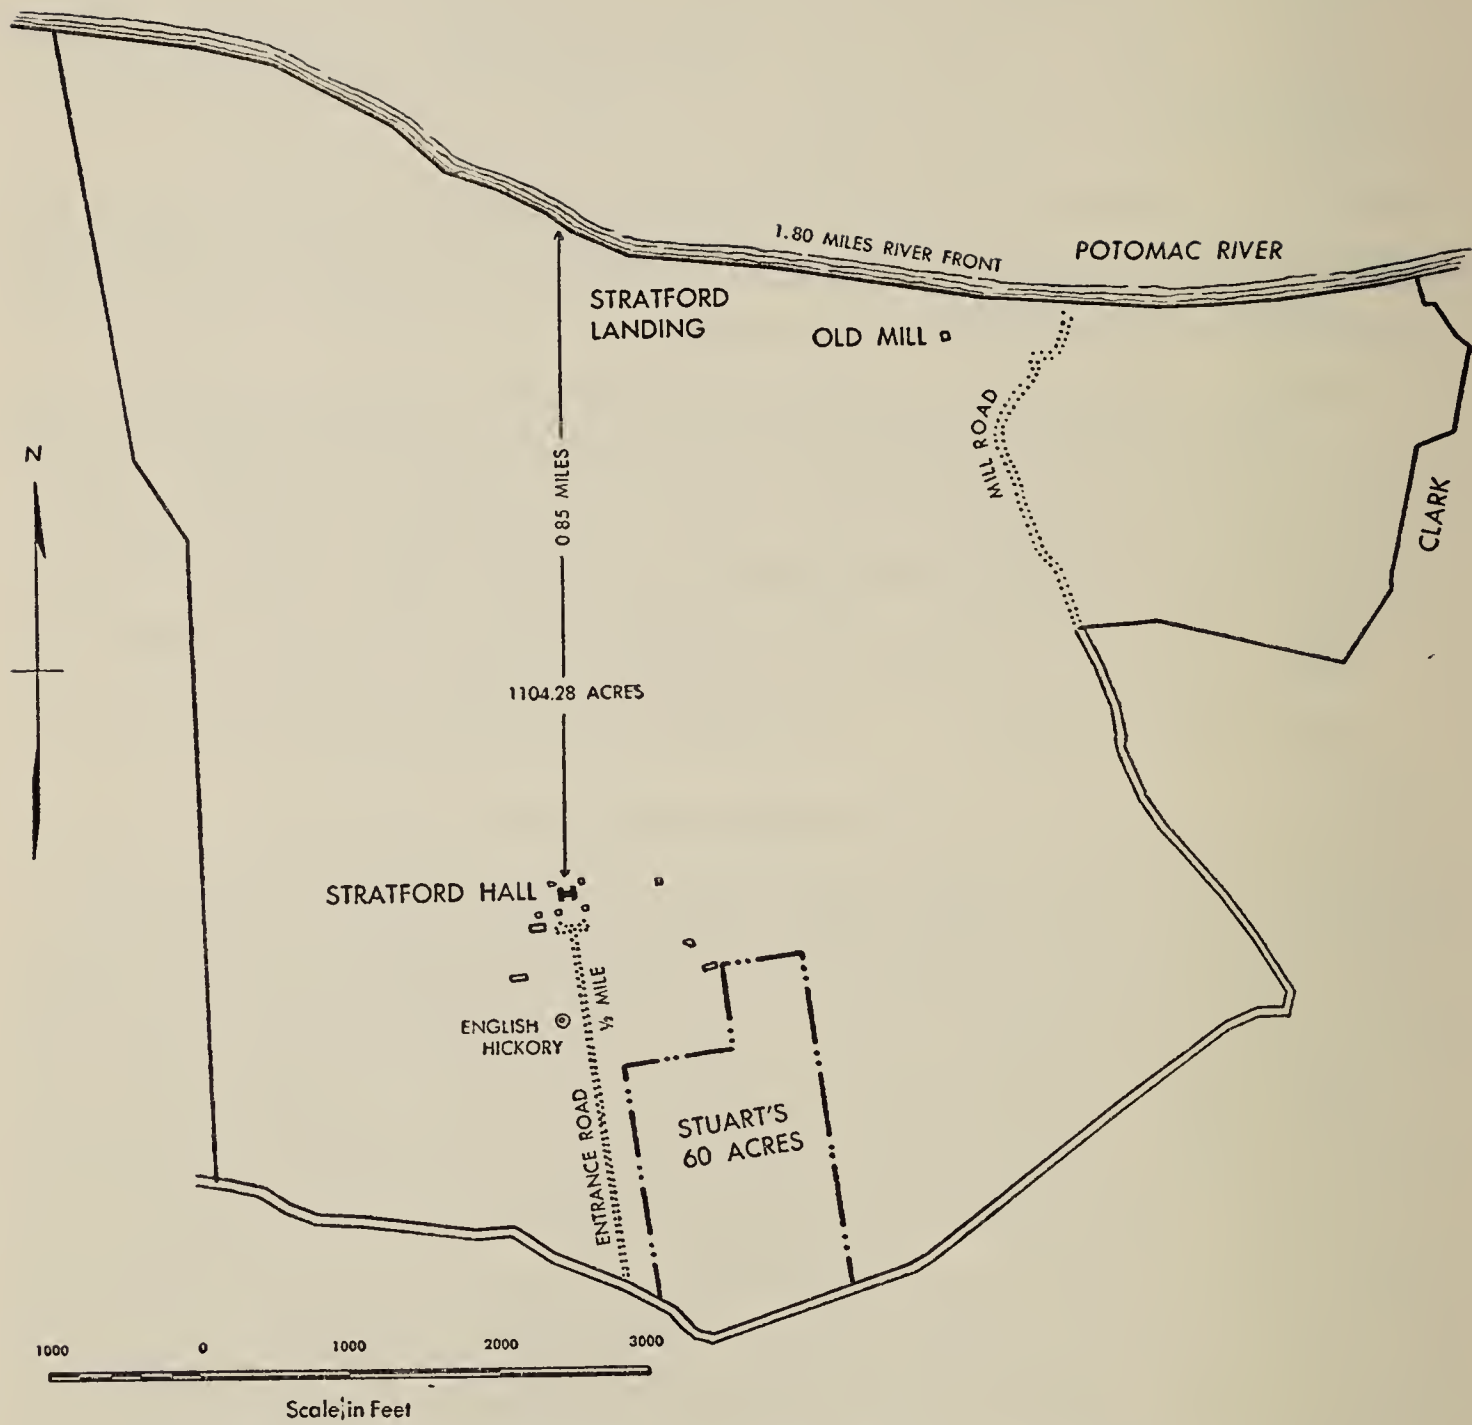 1.80 MILES RIVER FRONT
POTOMAC RIVER
STRATFORD
LANDING
OLD MILL
MILL ROAD
N
0.85 MILES
CLARK
1104.28 ACRES
STRATFORD HALL
½ MILE
ENGLISH
HICKORY
ENTRANCE ROAD
STUART'S
60 ACRES
1000 0 1000 2000 3000
Scale in Feet